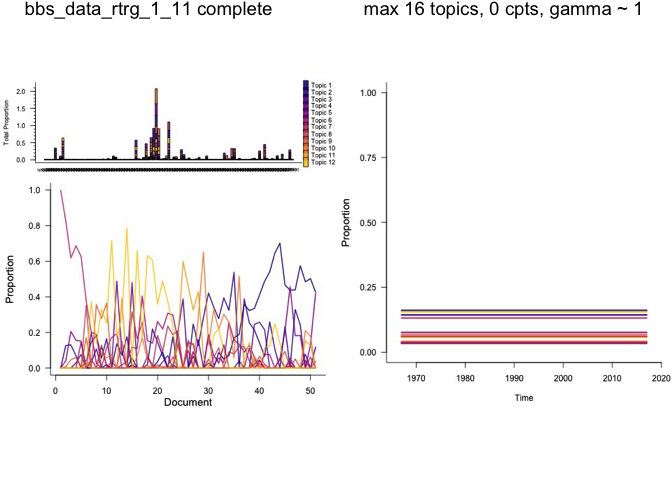 bbs_data_rtrg_1_11 complete
max 16 topics, 0 cpts, gamma ~ 1
Total Proportion
2.0
1.5
1.0
0.5
0.0
Topic 1
Topic 2
Topic 3
Topic 4
Topic 5
Topic 6
Topic 7
Topic 8
Topic 9
Topic 10
Topic 11
Topic 12
Proportion
1.0
0.8
0.6
0.4
0.2
0.0
0 10 20 30 40 50
Document
Proportion
1.00
0.75
0.50
0.25
0.00
1970 1980 1990 2000 2010 2020
Time